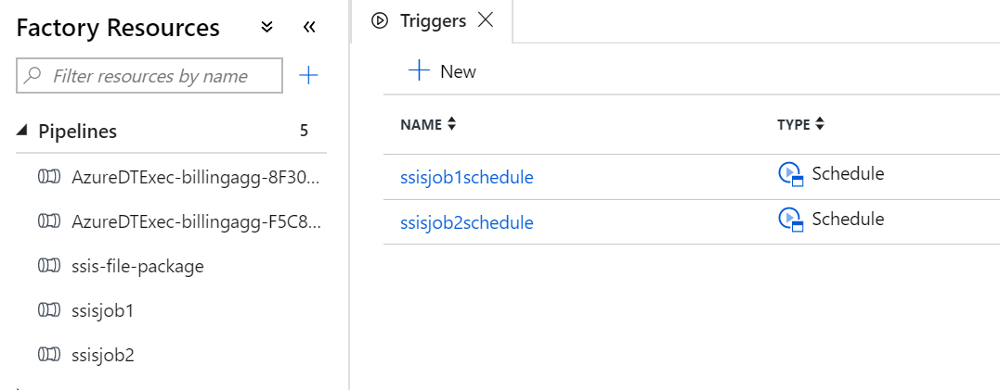 Factory Resources
Filter resources by name
Pipelines 5
AzureDTExec-billingagg-8F30...
AzureDTExec-billingagg-F5C8...
ssis-file-package
ssisjob1
ssisjob2
Triggers
New
NAME TYPE
ssisjob1schedule Schedule
ssisjob2schedule Schedule